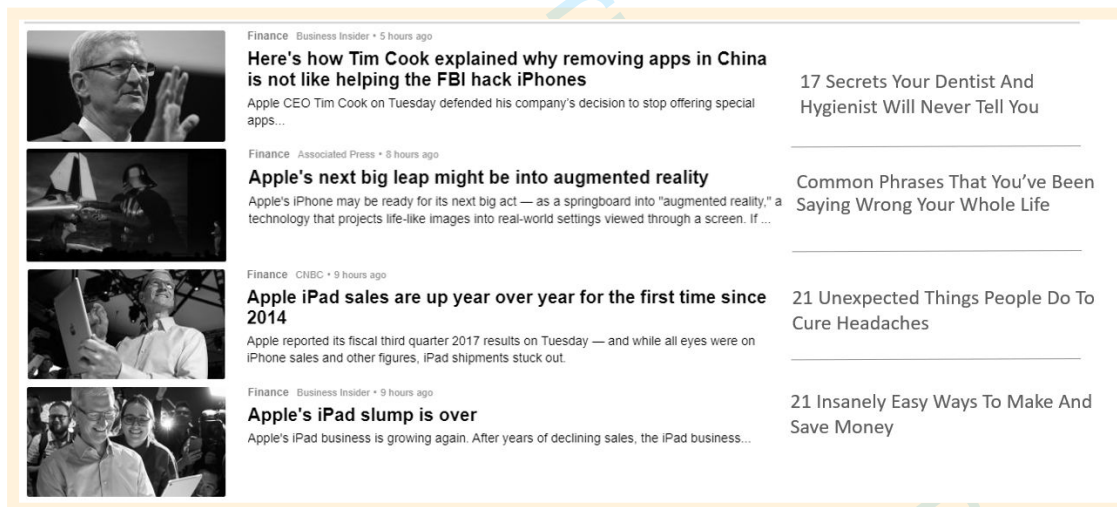 Finance Business Insider • 5 hours ago
Here's how Tim Cook explained why removing apps in China
is not like helping the FBI hack iPhones
Apple CEO Tim Cook on Tuesday defended his company's decision to stop offering special
apps...
Finance Associated Press • 8 hours ago
Apple's next big leap might be into augmented reality
Apple's iPhone may be ready for its next big act — as a springboard into "augmented reality," a
technology that projects life-like images into real-world settings viewed through a screen. If ...
Finance CNBC • 9 hours ago
Apple iPad sales are up year over year for the first time since
2014
Apple reported its fiscal third quarter 2017 results on Tuesday — and while all eyes were on
iPhone sales and other figures, iPad shipments stuck out.
Finance Business Insider • 9 hours ago
Apple's iPad slump is over
Apple's iPad business is growing again. After years of declining sales, the iPad business...
17 Secrets Your Dentist And
Hygienist Will Never Tell You
Common Phrases That You've Been
Saying Wrong Your Whole Life
21 Unexpected Things People Do To
Cure Headaches
21 Insanely Easy Ways To Make And
Save Money